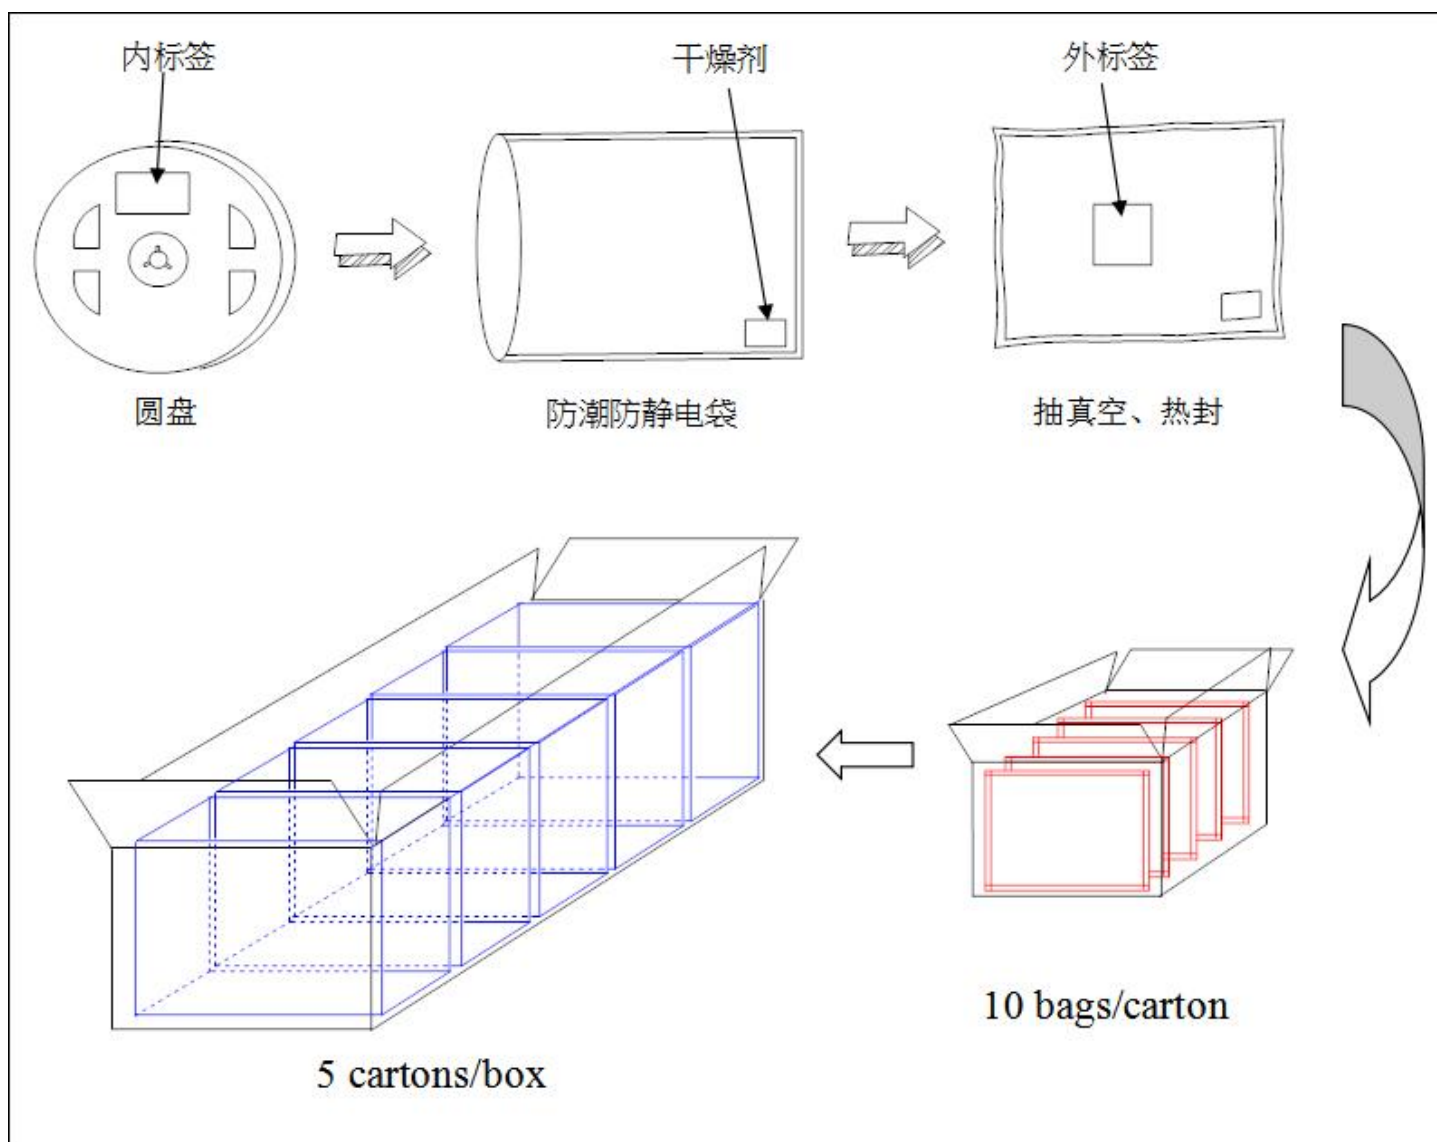 内标签
干燥剂
外标签
圆盘
防潮防静电袋
抽真空、热封
10 bags/carton
5 cartons/box